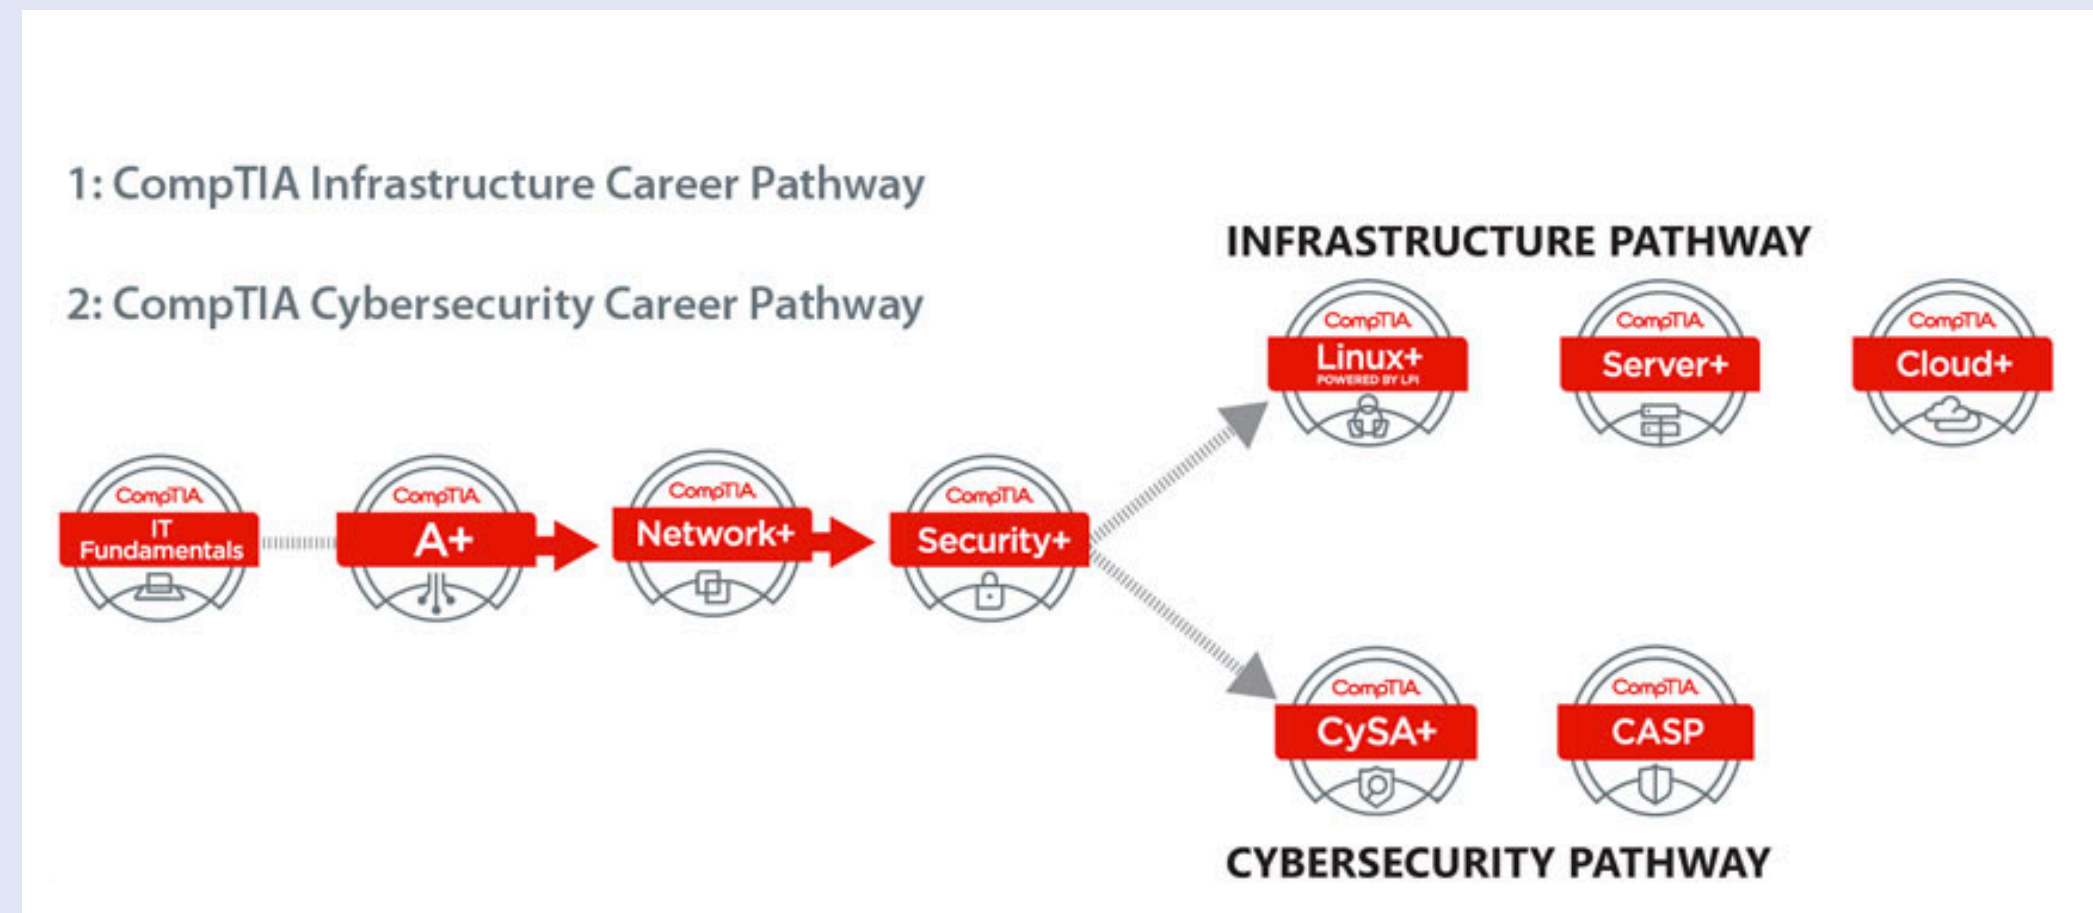 1: CompTIA Infrastructure Career Pathway
2: CompTIA Cybersecurity Career Pathway
INFRASTRUCTURE PATHWAY
CompTIA
Linux+
POWERED BY LPI
CompTIA
Server+
CompTIA
Cloud+
CompTIA
IT
Fundamentals
CompTIA
A+
CompTIA
Network+
CompTIA
Security+
CompTIA
CySA+
CompTIA
CASP
CYBERSECURITY PATHWAY